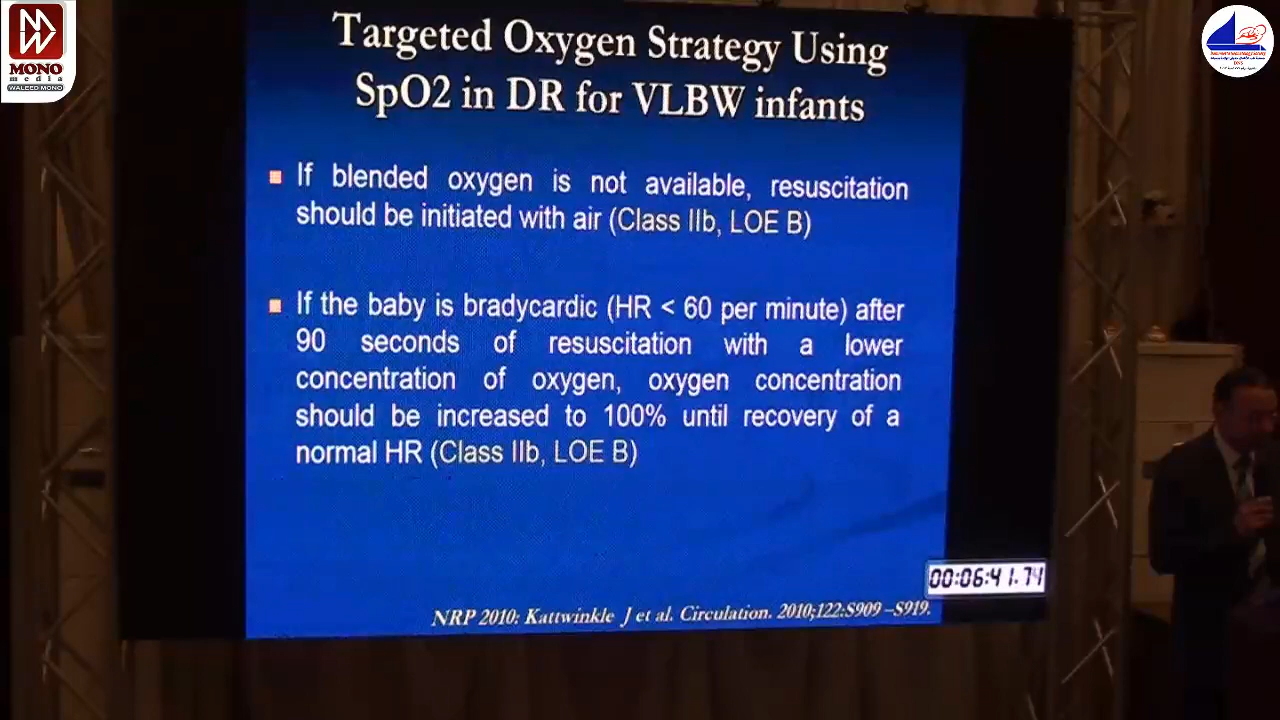 MONO
media
WALEED MONO
DNS
Targeted Oxygen Strategy Using
SpO2 in DR for VLBW infants
If blended oxygen is not available, resuscitation
should be initiated with air (Class IIb, LOE B)
If the baby is bradycardic (HR < 60 per minute) after
90 seconds of resuscitation with a lower
concentration of oxygen, oxygen concentration
should be increased to 100% until recovery of a
normal HR (Class IIb, LOE B)
00:06:41.74
NRP 2010: Kattwinkle J et al. Circulation. 2010;122:S909 –S919.